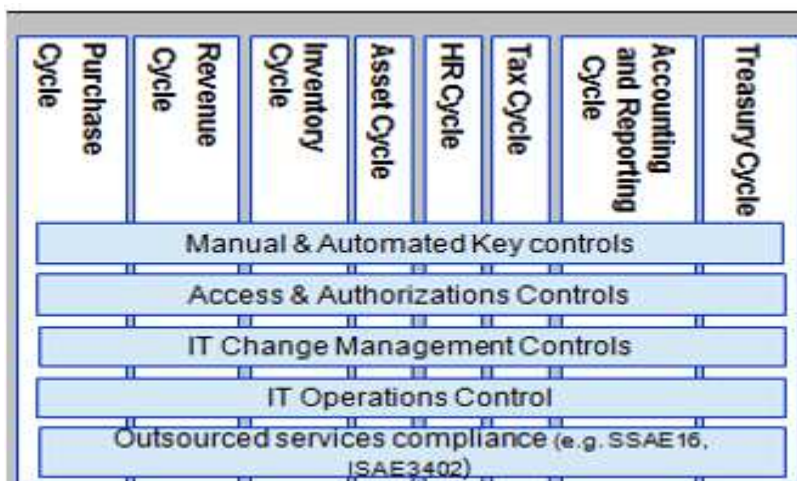 Purchase
Cycle
Revenue
Cycle
Inventory
Cycle
Asset Cycle
HR Cycle
Tax Cycle
Accounting
and Reporting
Cycle
Treasury Cycle
Manual & Automated Key controls
Access & Authorizations Controls
IT Change Management Controls
IT Operations Control
Outsourced services compliance (e.g. SSAE16,
ISAE3402)